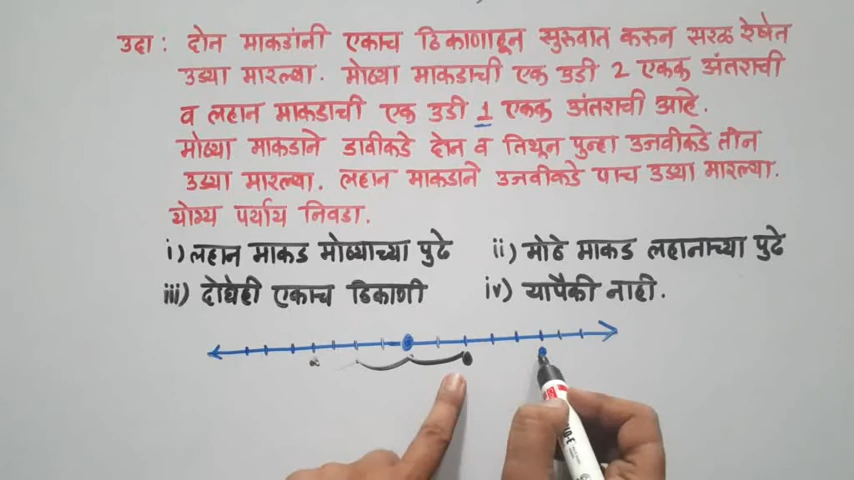 उदा : दोन माकडांनी एकाच ठिकाणाहून सुरुवात करून सरळ रेषेत
उड्या मारल्या. मोठ्या माकडाची एक उडी 2 एकक अंतराची
व लहान माकडाची एक उडी 1 एकक अंतराची आहे.
मोठ्या माकडाने डावीकडे दोन व तिथून पुन्हा उजवीकडे तीन
उड्या मारल्या. लहान माकडाने उजवीकडे पाच उड्या मारल्या.
योग्य पर्याय निवडा.
i) लहान माकड मोठ्याच्या पुढे ii) मोठे माकड लहानाच्या पुढे
iii) दोघेही एकाच ठिकाणी iv) यापैकी नाही.